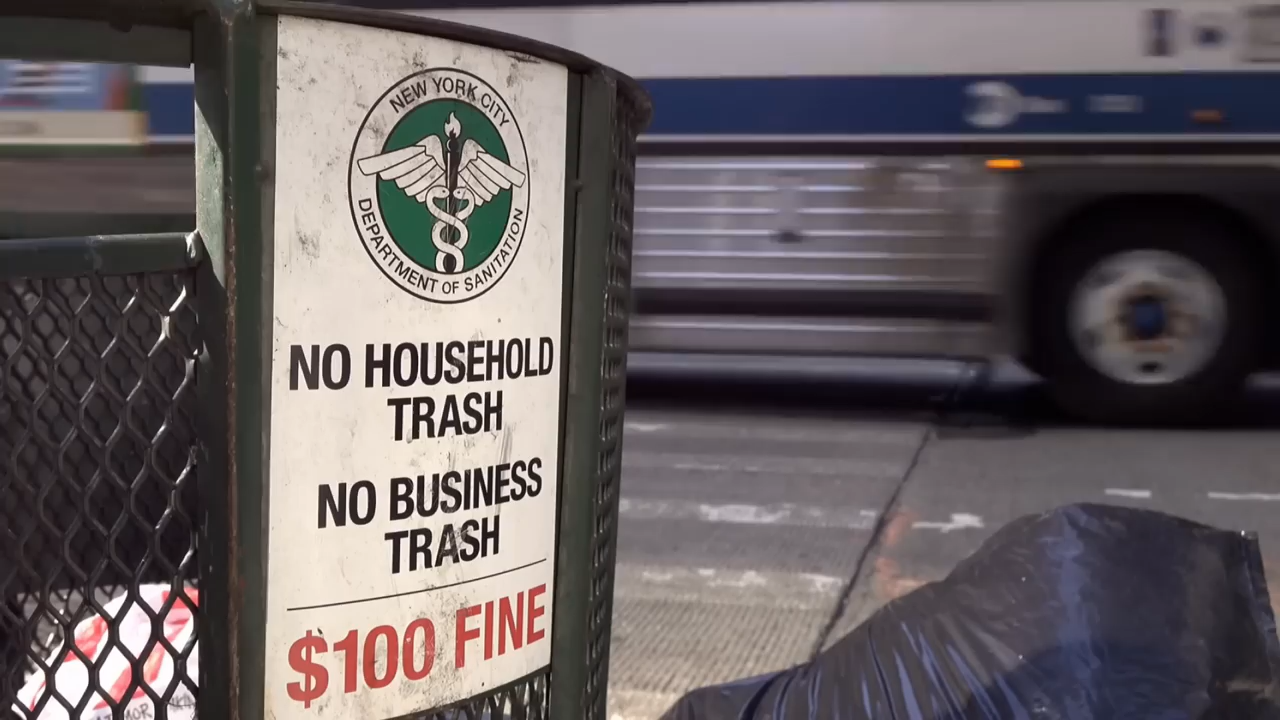 NEW YORK CITY
DEPARTMENT OF SANITATION
NO HOUSEHOLD
TRASH
NO BUSINESS
TRASH
$100 FINE